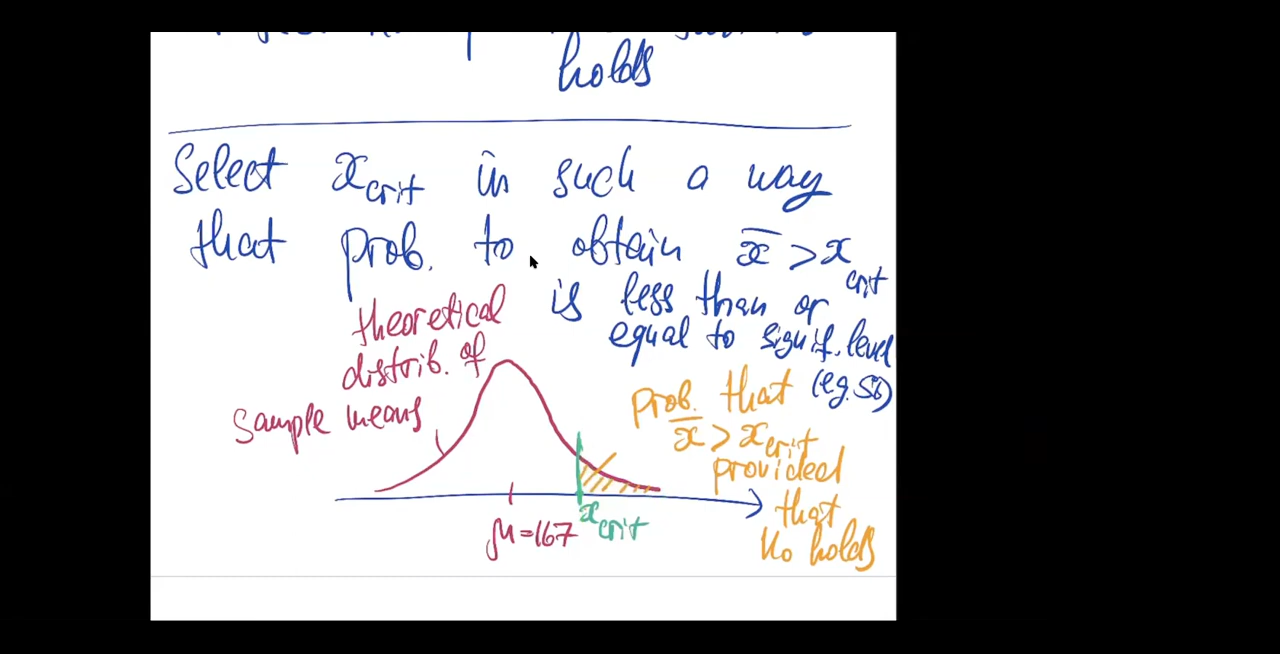 holds
Select x_crit in such a way
that prob. to obtain x̄ > x_crit
is less than or
equal to signif. level
(e.g. 5%)
theoretical
distrib. of
sample means
prob. that
x̄ > x_crit
provided
that
H₀ holds
μ=167
x_crit